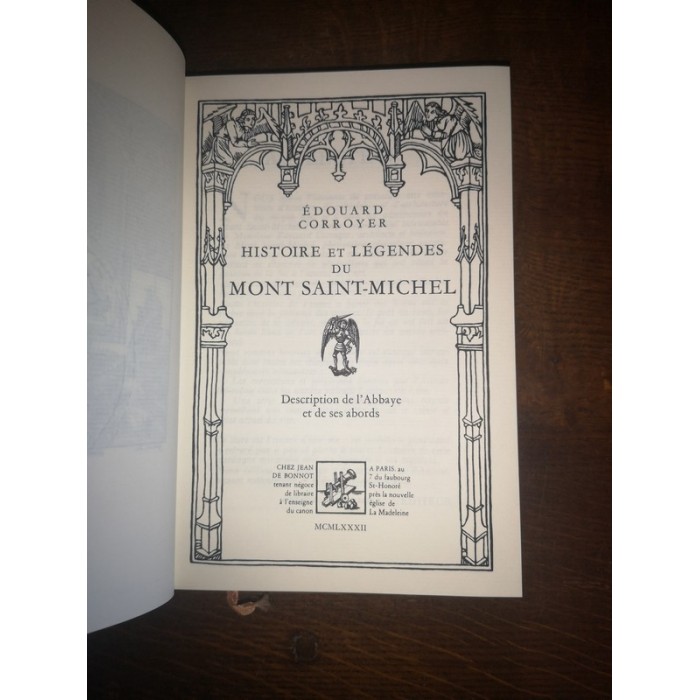 ÉDOUARD
CORROYER
HISTOIRE ET LÉGENDES
DU
MONT SAINT-MICHEL
Description de l'Abbaye
et de ses abords
CHEZ JEAN
DE BONNOT
tenant négoce
de libraire
à l'enseigne
du canon
A PARIS au
7 du faubourg
St-Honoré
près la nouvelle
église de
La Madeleine
MCMLXXXII